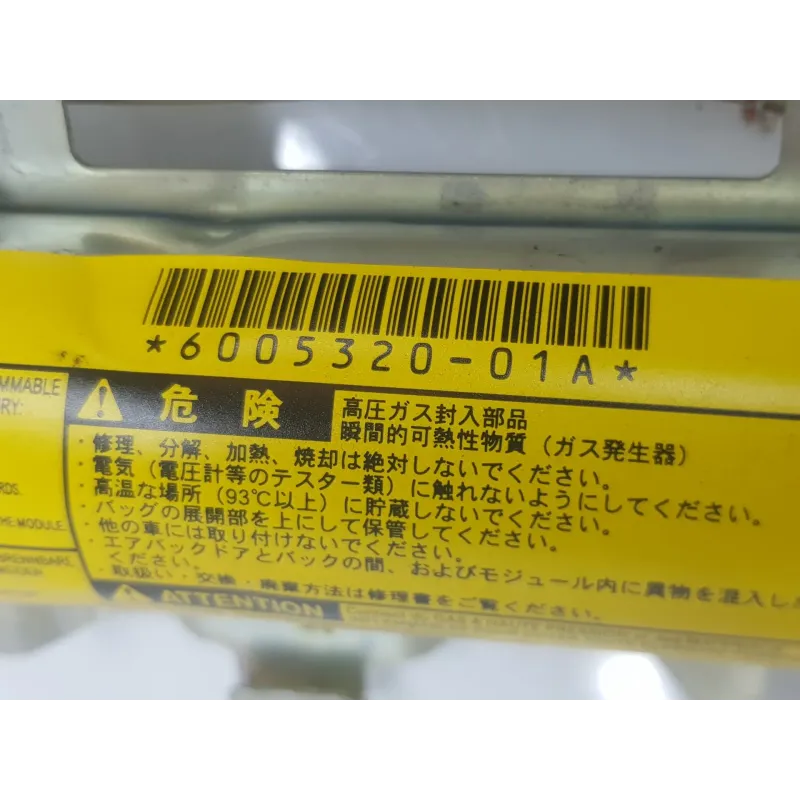 *6005320-01A*
MMABLE
RY:
RDS.
THE MODULE.
危険
高圧ガス封入部品
瞬間的可熱性物質（ガス発生器）
・修理、分解、加熱、焼却は絶対しないでください。
・電気（電圧計等のテスター類）に触れないようにしてください。
・高温な場所（93℃以上）に貯蔵しないでください。
・バッグの展開部を上にして保管してください。
・他の車には取り付けないでください。
・エアバックドアとバックの間、およびモジュール内に異物を混入し
ください。
・取扱い・交換・廃棄方法は修理書をご覧ください。
ATTENTION